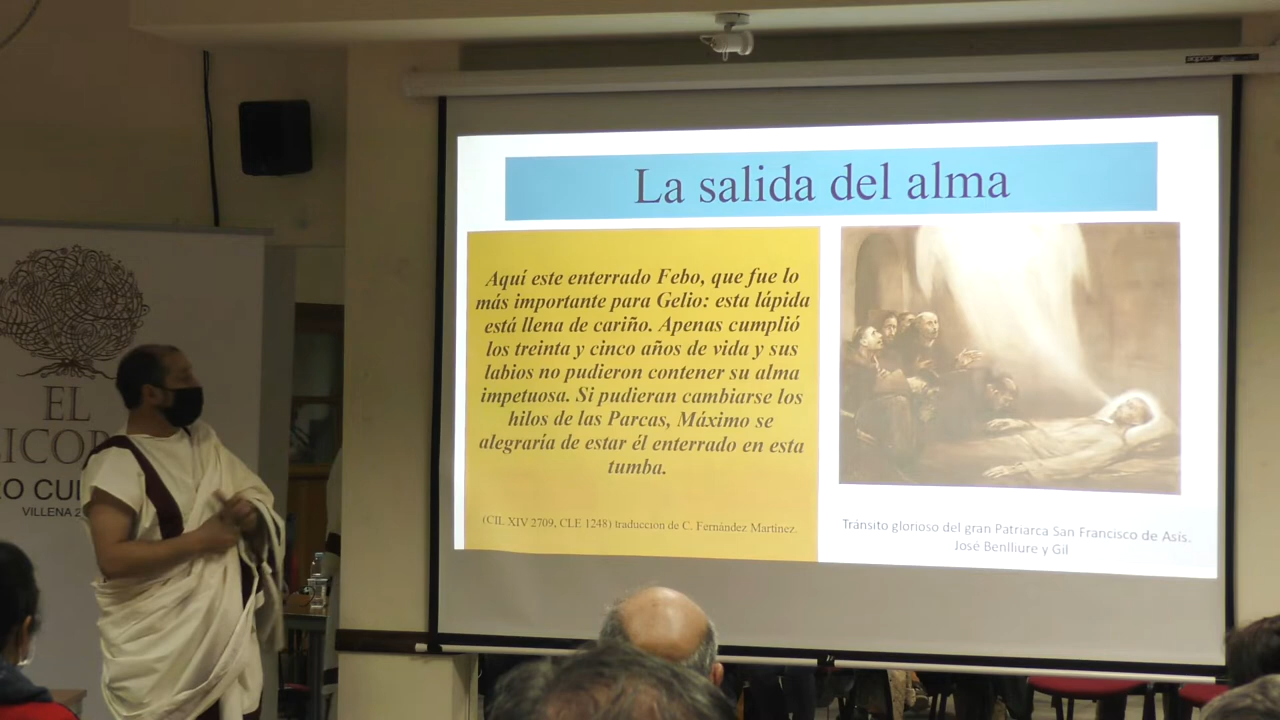 La salida del alma
Aquí este enterrado Febo, que fue lo
más importante para Gelio: esta lápida
está llena de cariño. Apenas cumplió
los treinta y cinco años de vida y sus
labios no pudieron contener su alma
impetuosa. Si pudieran cambiarse los
hilos de las Parcas, Máximo se
alegraría de estar él enterrado en esta
tumba.
(CIL XIV 2709, CLE 1248) traducción de C. Fernández Martínez.
Tránsito glorioso del gran Patriarca San Francisco de Asís.
José Benlliure y Gil
EL
VILLENA